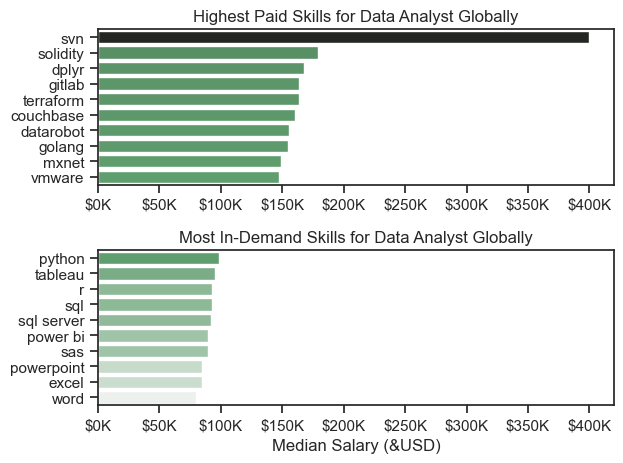 Highest Paid Skills for Data Analyst Globally
svn
solidity
dplyr
gitlab
terraform
couchbase
datarobot
golang
mxnet
vmware
$0K $50K $100K $150K $200K $250K $300K $350K $400K
Most In-Demand Skills for Data Analyst Globally
python
tableau
r
sql
sql server
power bi
sas
powerpoint
excel
word
$0K $50K $100K $150K $200K $250K $300K $350K $400K
Median Salary (&USD)